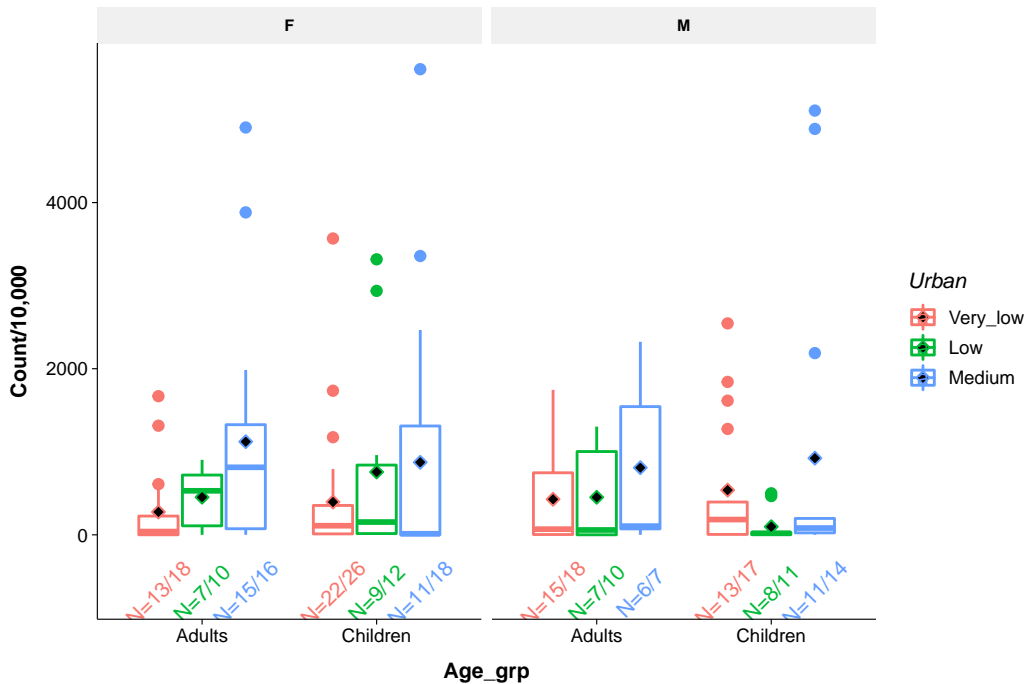 F
M
Count/10,000
4000
2000
0
N=13/18
N=7/10
N=15/16
N=22/26
N=9/12
N=11/18
N=15/18
N=7/10
N=6/7
N=13/17
N=8/11
N=11/14
Adults
Children
Adults
Children
Age_grp
Urban
Very_low
Low
Medium